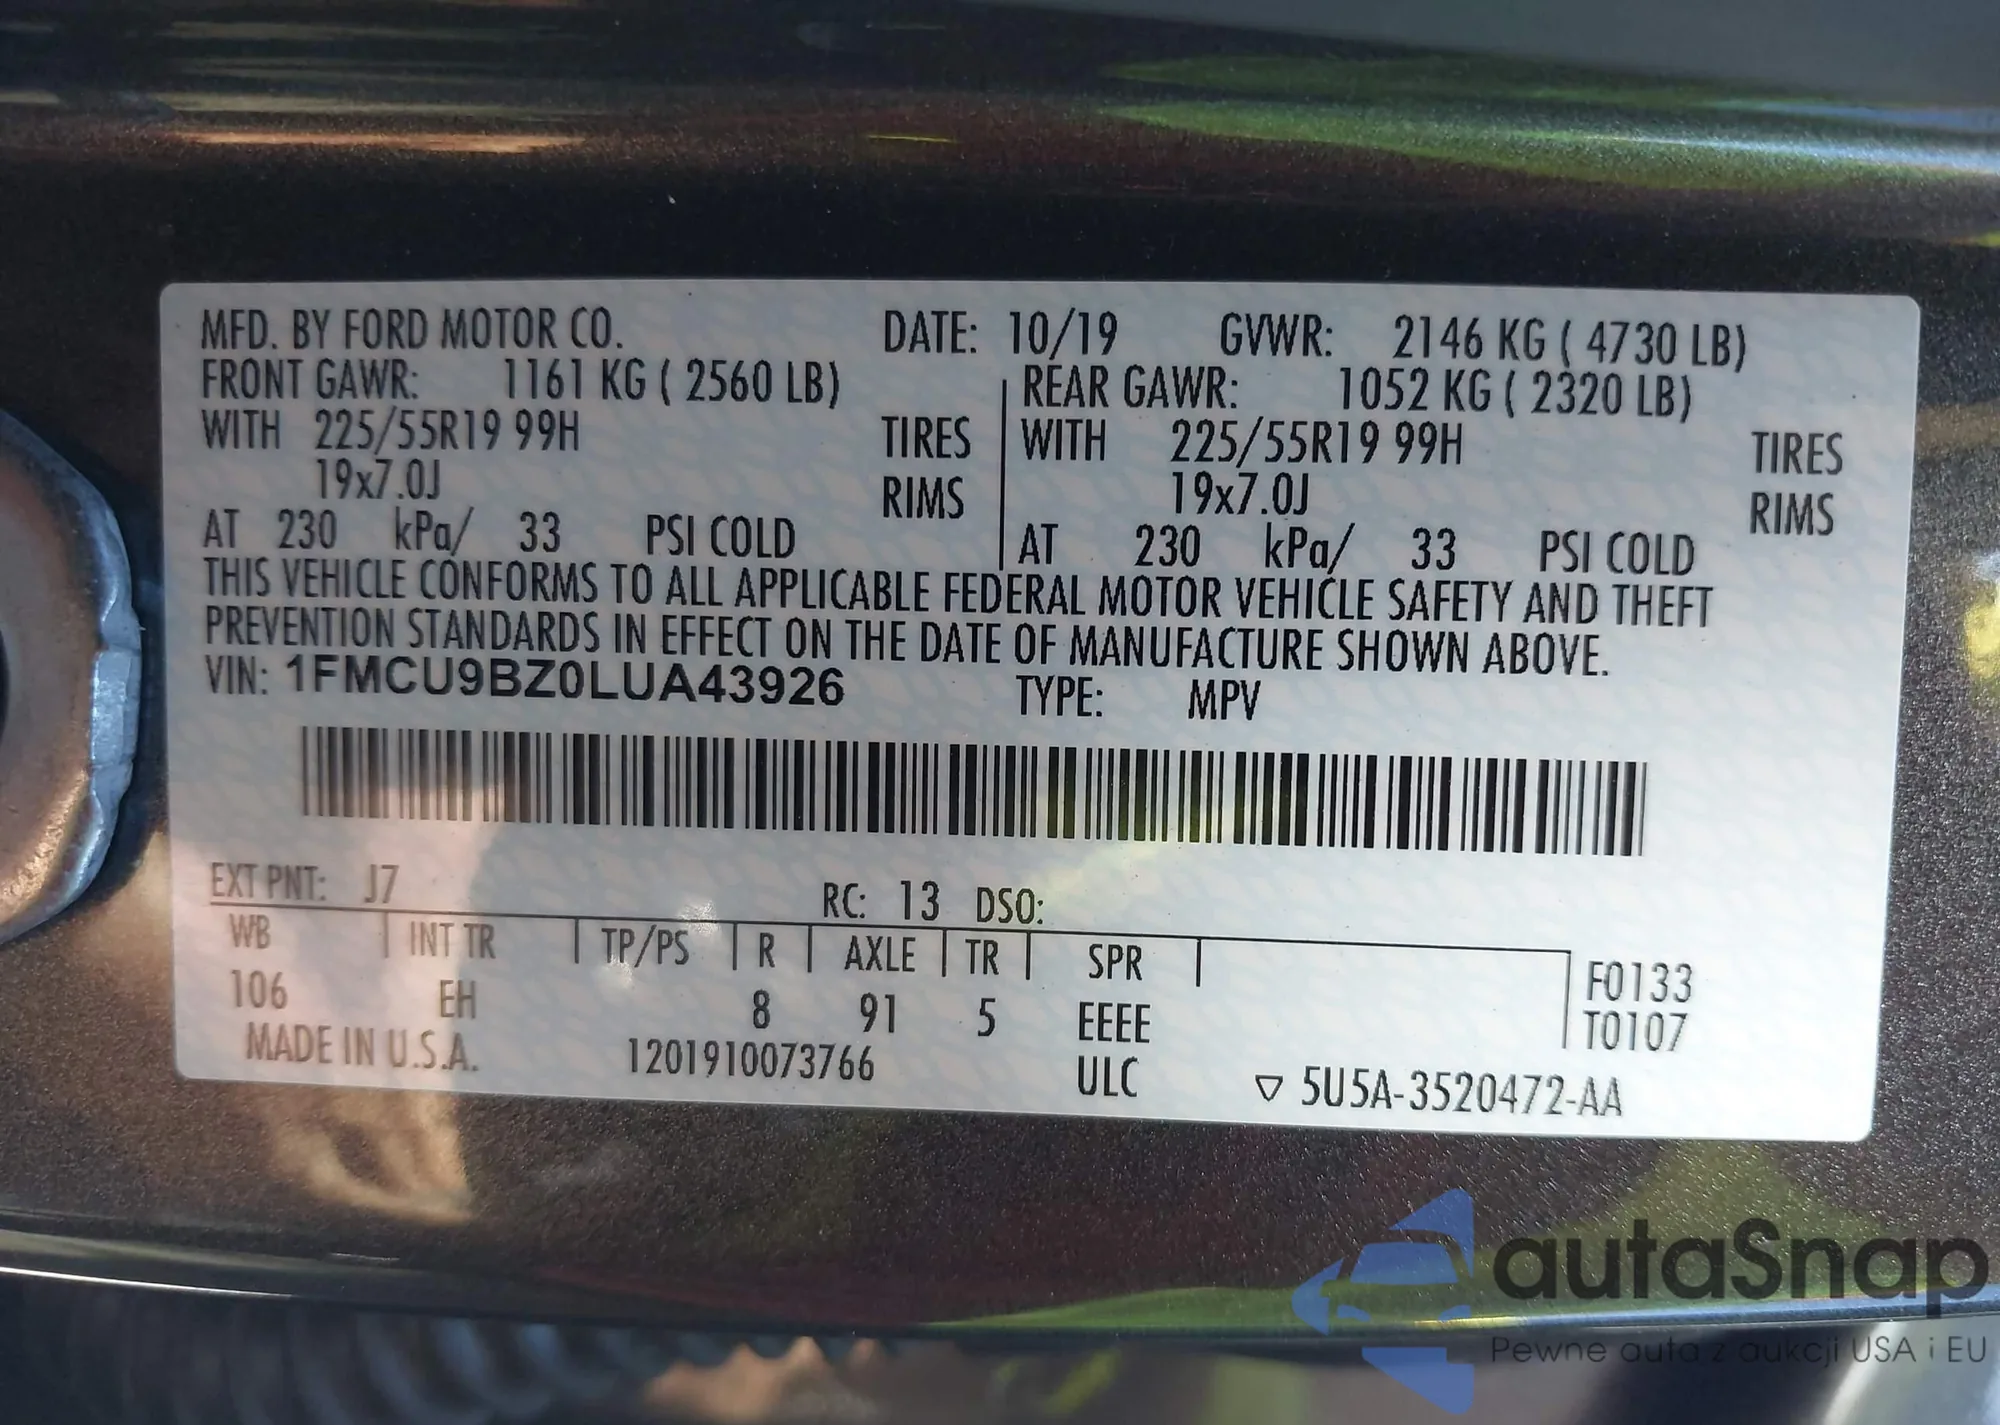 MFD. BY FORD MOTOR CO. DATE: 10/19 GVWR: 2146 KG ( 4730 LB)
FRONT GAWR: 1161 KG ( 2560 LB) REAR GAWR: 1052 KG ( 2320 LB)
WITH 225/55R19 99H TIRES WITH 225/55R19 99H TIRES
19x7.0J RIMS 19x7.0J RIMS
AT 230 kPa/ 33 PSI COLD AT 230 kPa/ 33 PSI COLD
THIS VEHICLE CONFORMS TO ALL APPLICABLE FEDERAL MOTOR VEHICLE SAFETY AND THEFT
PREVENTION STANDARDS IN EFFECT ON THE DATE OF MANUFACTURE SHOWN ABOVE.
VIN: 1FMCU9BZ0LUA43926 TYPE: MPV
EXT PNT: J7 RC: 13 DSO:
WB INT TR TP/PS R AXLE TR SPR F0133
106 EH 8 91 5 EEEE T0107
MADE IN U.S.A. 1201910073766 ULC ▽ 5U5A-3520472-AA
autaSnap
Pewne auta z aukcji USA i EU